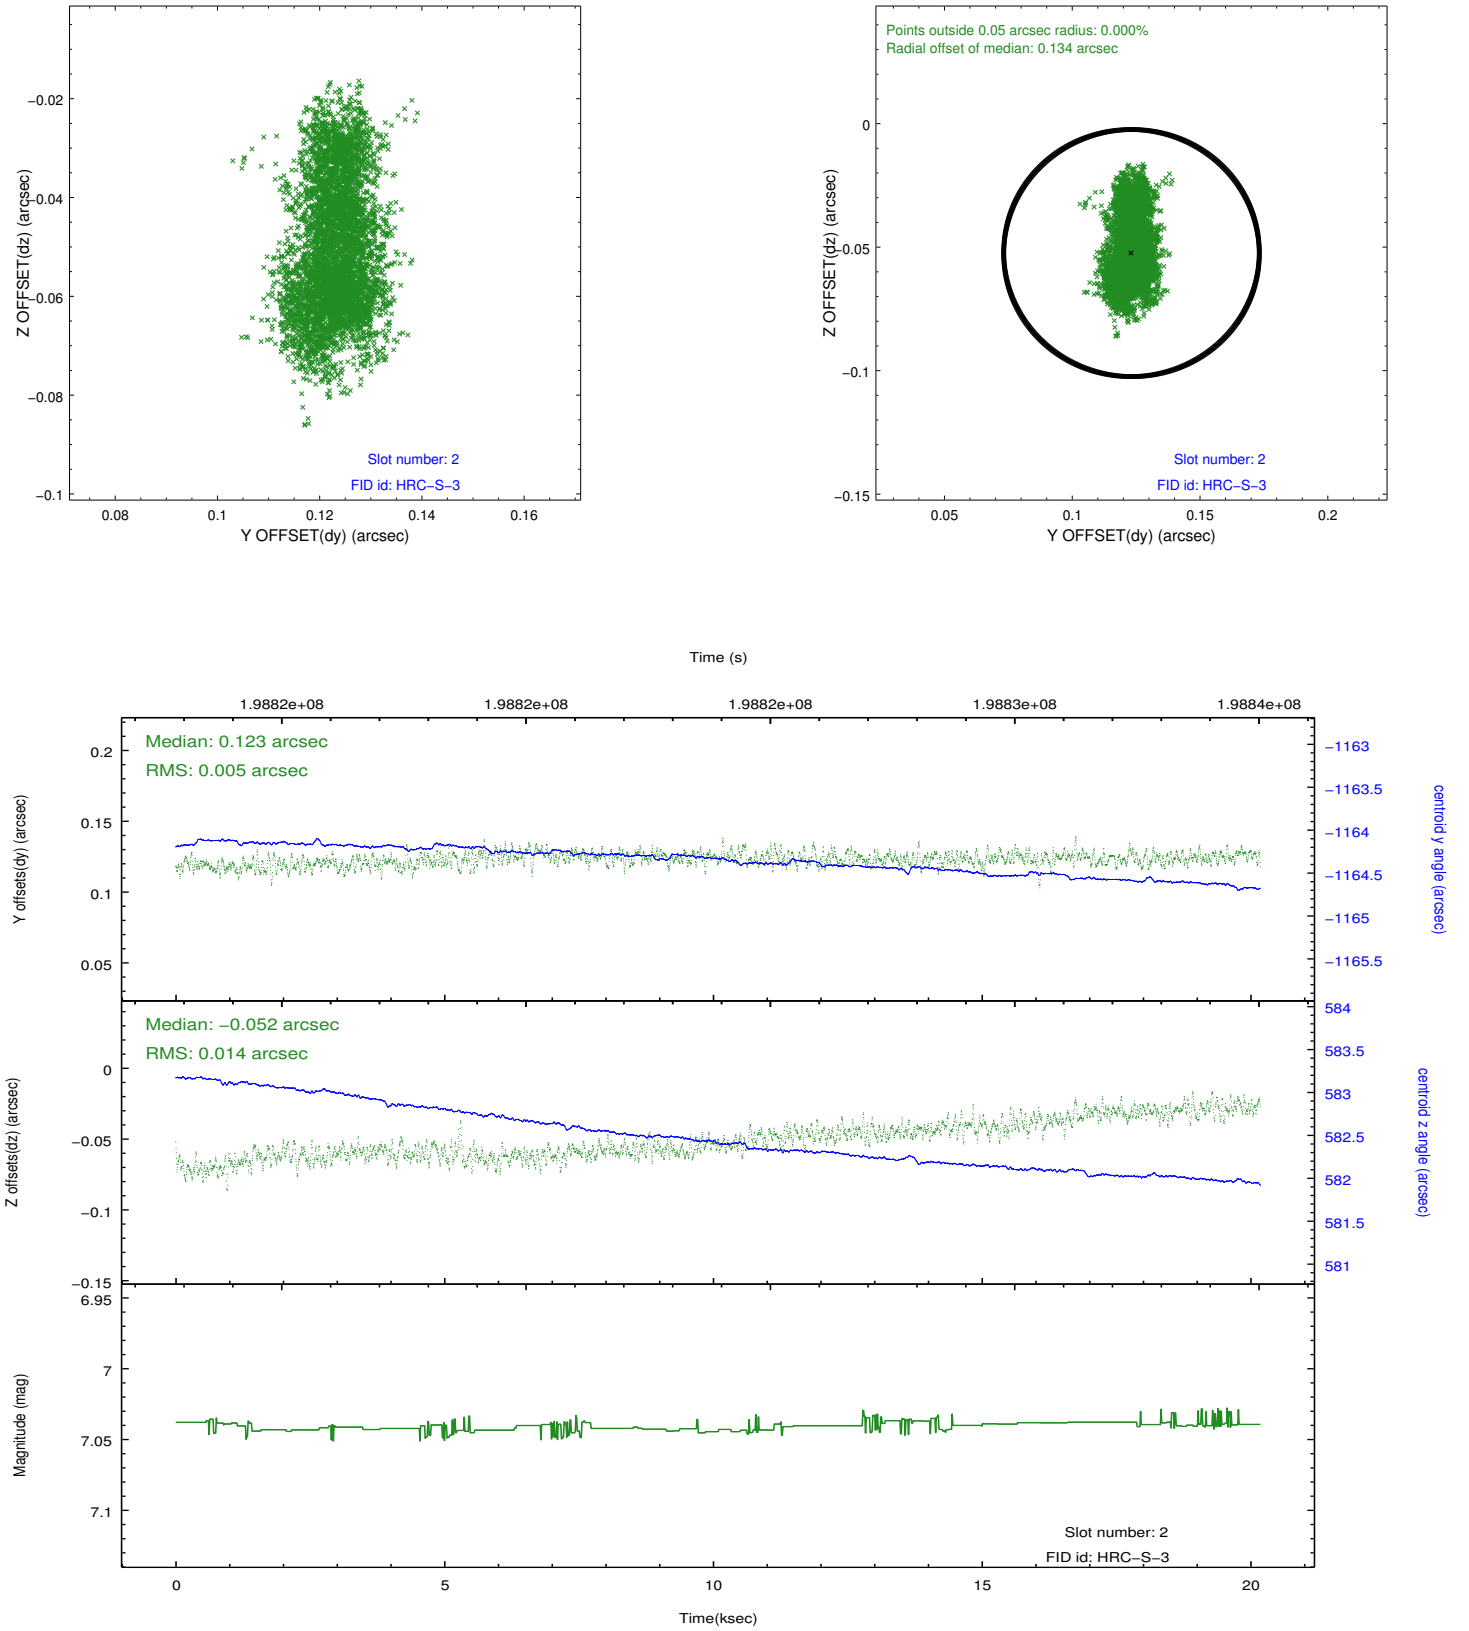 −0.02
−0.04
−0.06
−0.08
−0.1
Z OFFSET(dz) (arcsec)
Slot number: 2
FID id: HRC−S−3
0.08
0.1
0.12
0.14
0.16
Y OFFSET(dy) (arcsec)
Points outside 0.05 arcsec radius: 0.000%
Radial offset of median: 0.134 arcsec
0
−0.05
−0.1
−0.15
Z OFFSET(dz) (arcsec)
Slot number: 2
FID id: HRC−S−3
0.05
0.1
0.15
0.2
Y OFFSET(dy) (arcsec)
Time (s)
1.9882e+08
1.9882e+08
1.9882e+08
1.9883e+08
1.9884e+08
Median: 0.123 arcsec
RMS: 0.005 arcsec
0.2
0.15
0.1
0.05
Y offsets(dy) (arcsec)
−1163
−1163.5
−1164
−1164.5
−1165
−1165.5
centroid y angle (arcsec)
Median: −0.052 arcsec
RMS: 0.014 arcsec
0
−0.05
−0.1
−0.15
Z offsets(dz) (arcsec)
584
583.5
583
582.5
582
581.5
581
centroid z angle (arcsec)
6.95
7
7.05
7.1
Magnitude (mag)
Slot number: 2
FID id: HRC−S−3
0
5
10
15
20
Time(ksec)